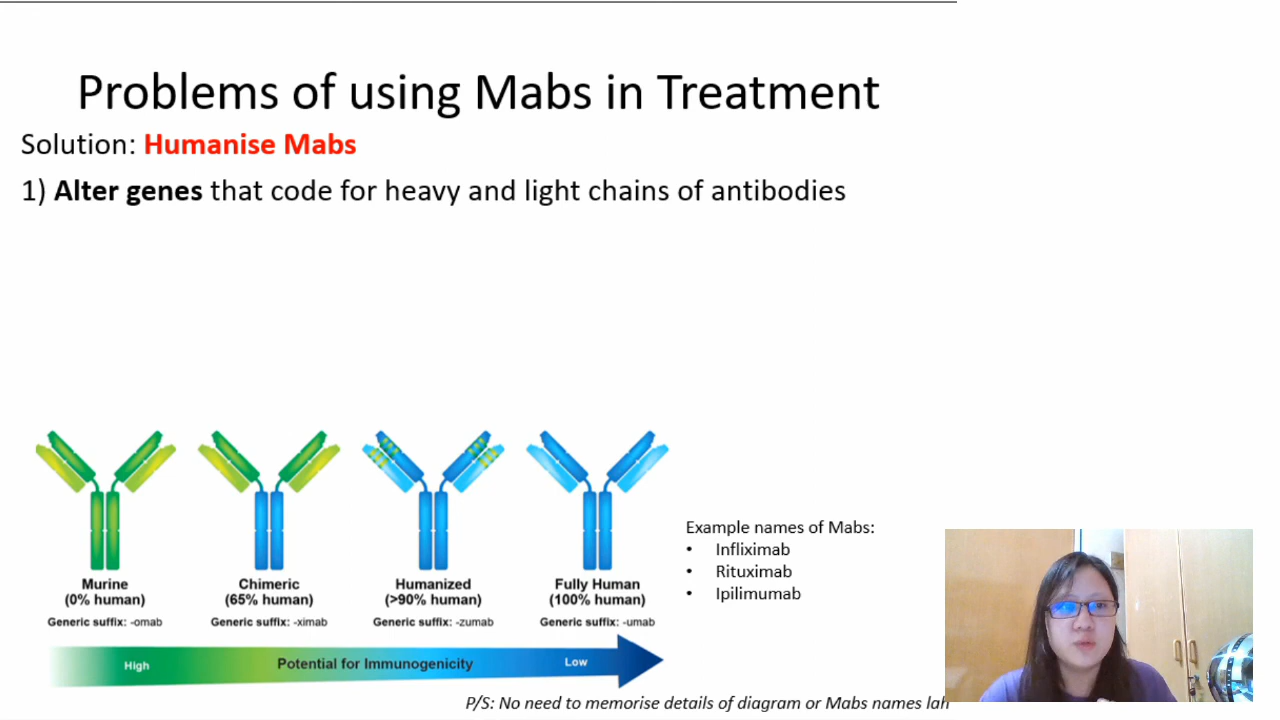 Problems of using Mabs in Treatment
Solution: Humanise Mabs
1) Alter genes that code for heavy and light chains of antibodies
Murine
(0% human)
Generic suffix: -omab
Chimeric
(65% human)
Generic suffix: -ximab
Humanized
(>90% human)
Generic suffix: -zumab
Fully Human
(100% human)
Generic suffix: -umab
High
Potential for Immunogenicity
Low
Example names of Mabs:
• Infliximab
• Rituximab
• Ipilimumab
P/S: No need to memorise details of diagram or Mabs names lah